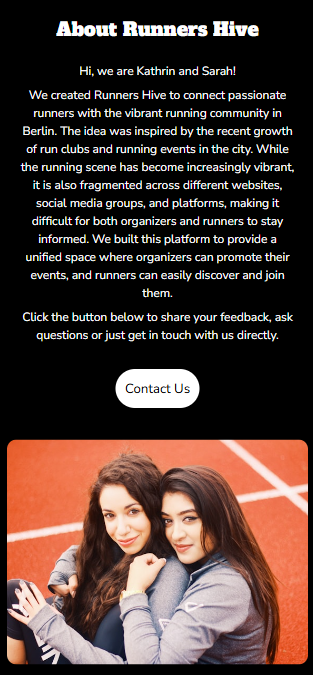 About Runners Hive
Hi, we are Kathrin and Sarah!
We created Runners Hive to connect passionate
runners with the vibrant running community in
Berlin. The idea was inspired by the recent growth
of run clubs and running events in the city. While
the running scene has become increasingly vibrant,
it is also fragmented across different websites,
social media groups, and platforms, making it
difficult for both organizers and runners to stay
informed. We built this platform to provide a
unified space where organizers can promote their
events, and runners can easily discover and join
them.
Click the button below to share your feedback, ask
questions or just get in touch with us directly.
Contact Us